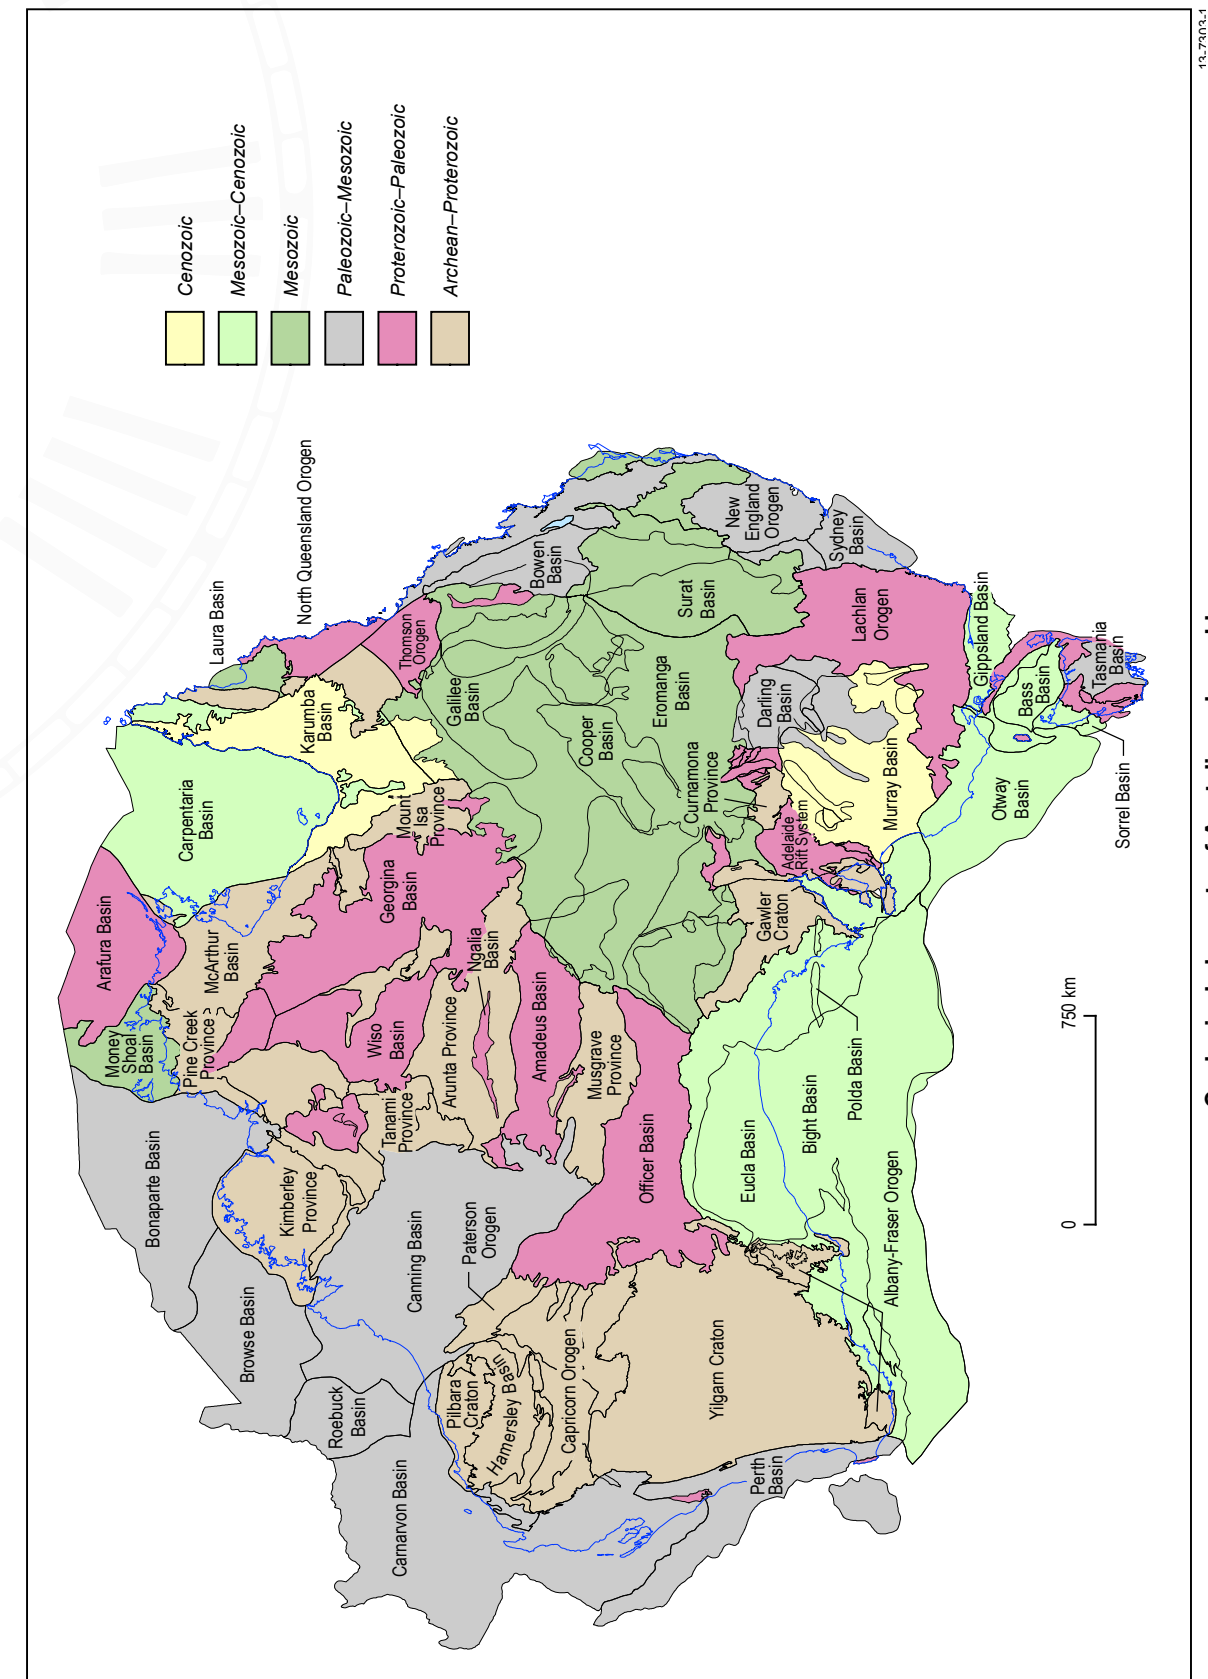 Arafura Basin
Money
Shoal
Basin
Bonaparte Basin
Browse Basin
Roebuck
Basin
Carnarvon Basin
Carpentaria
Basin
Laura Basin
North Queensland Orogen
McArthur
Basin
Pine Creek
Province
Kimberley
Province
Karumba
Basin
Mount
Isa
Province
Georgina
Basin
Wiso
Basin
Tanami
Province
Canning Basin
Paterson
Orogen
Thomson
Orogen
Galilee
Basin
Ngalia
Basin
Arunta Province
Amadeus Basin
Musgrave
Province
Officer Basin
Pilbara
Craton
Hamersley Basin
Capricorn Orogen
Yilgarn Craton
Perth
Basin
Bowen
Basin
Cooper
Basin
Eromanga
Basin
Surat
Basin
New
England
Orogen
Sydney
Basin
Lachlan
Orogen
Darling
Basin
Curnamona
Province
Adelaide
Rift System
Gawler
Craton
Murray Basin
Eucla Basin
Bight Basin
Polda Basin
Albany-Fraser Orogen
Gippsland Basin
Bass
Basin
Otway
Basin
Tasmania
Basin
Sorrel Basin
0 750 km
Cenozoic
Mesozoic–Cenozoic
Mesozoic
Paleozoic–Mesozoic
Proterozoic–Paleozoic
Archean–Proterozoic
13-7303-1